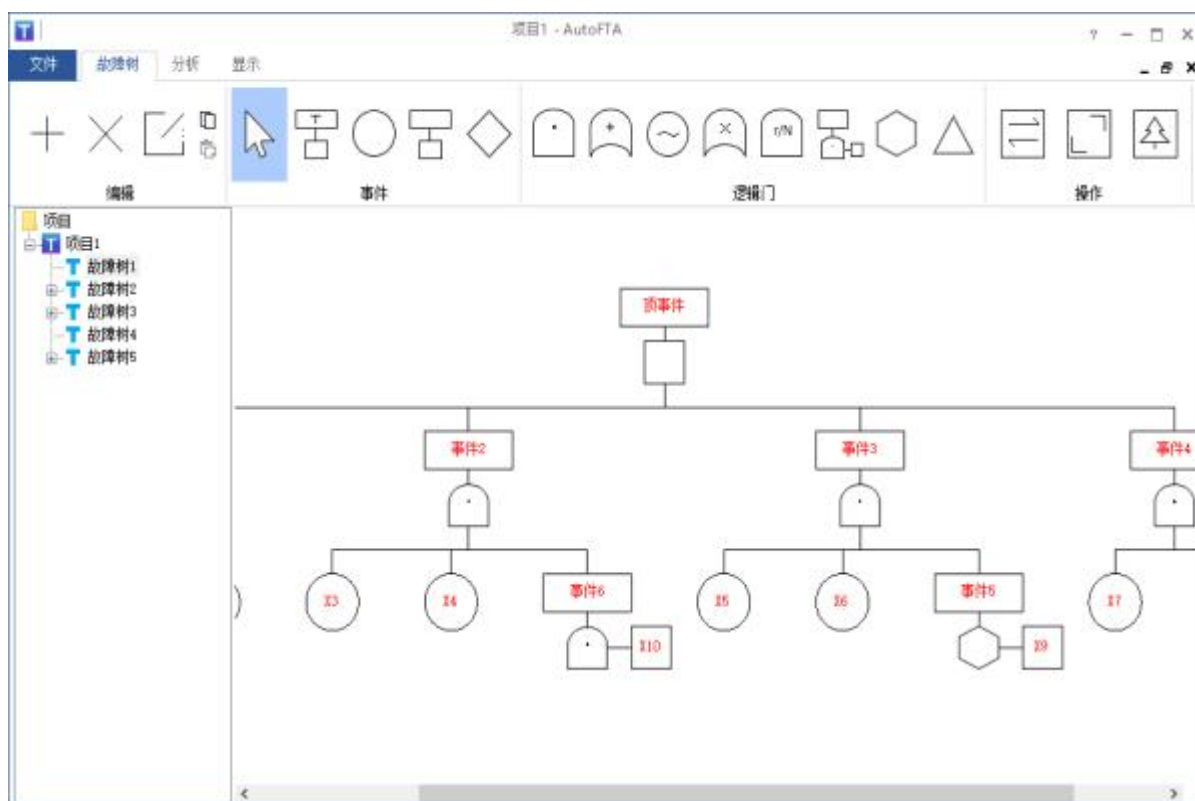 T
项目1 - AutoFTA
?
文件 故障树 分析 显示
T
+
~
×
r/N
编辑 事件 逻辑门 操作
项目
T 项目1
T 故障树1
T 故障树2
T 故障树3
T 故障树4
T 故障树5
顶事件
事件2 事件3 事件4
X3 X4 事件6 X5 X6 事件5 X7
X10 X9